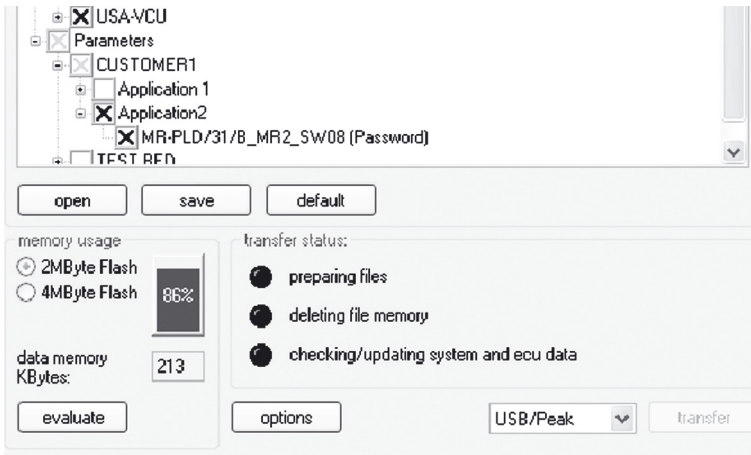 USA-VCU
Parameters
CUSTOMER1
Application 1
Application2
MR-PLD/31/B_MR2_SW08 (Password)
TEST BED
open save default
memory usage transfer status:
2MByte Flash
4MByte Flash
86%
preparing files
deleting file memory
checking/updating system and ecu data
data memory
KBytes:
213
evaluate options USB/Peak transfer